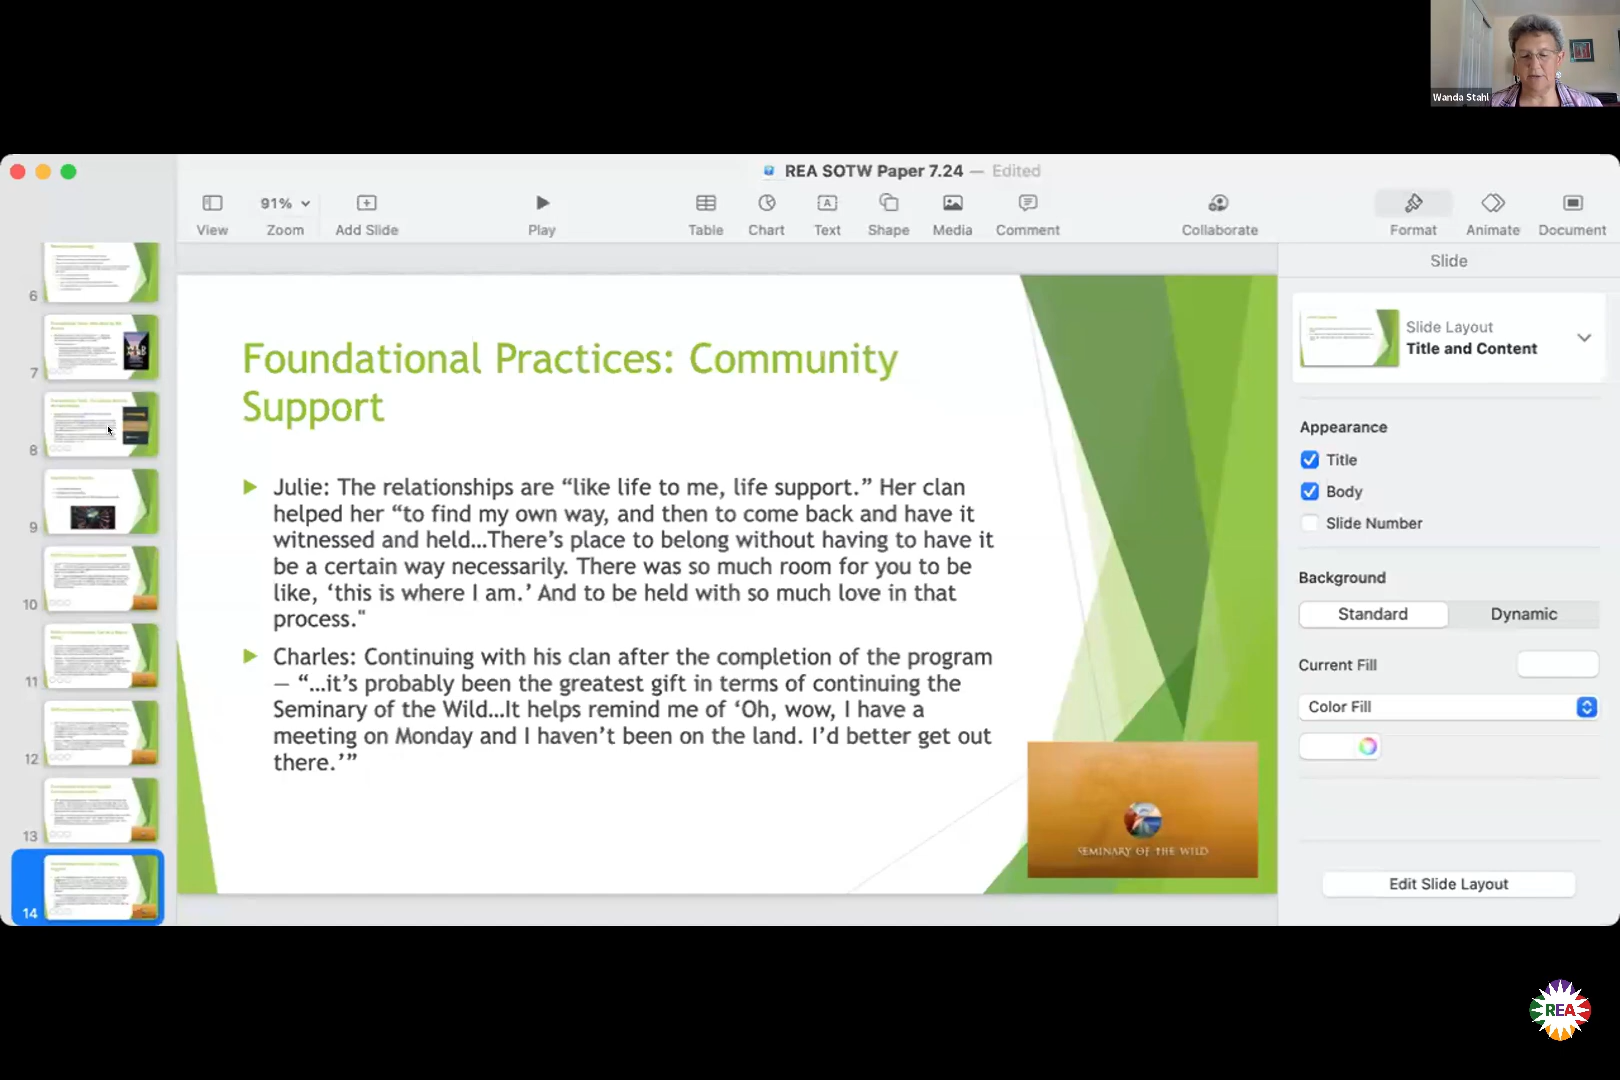 Wanda Stahl
REA SOTW Paper 7.24 — Edited
91%
View
Zoom
Add Slide
Play
Table
Chart
Text
Shape
Media
Comment
Collaborate
Format
Animate
Document
6
7
8
9
10
11
12
13
14
Foundational Practices: Community
Support
Julie: The relationships are “like life to me, life support.” Her clan
helped her “to find my own way, and then to come back and have it
witnessed and held…There’s place to belong without having to have it
be a certain way necessarily. There was so much room for you to be
like, ‘this is where I am.’ And to be held with so much love in that
process."
Charles: Continuing with his clan after the completion of the program
— “…it’s probably been the greatest gift in terms of continuing the
Seminary of the Wild…It helps remind me of ‘Oh, wow, I have a
meeting on Monday and I haven’t been on the land. I’d better get out
there.’”
SEMINARY OF THE WILD
Slide
Slide Layout
Title and Content
Appearance
Title
Body
Slide Number
Background
Standard
Dynamic
Current Fill
Color Fill
Edit Slide Layout
REA